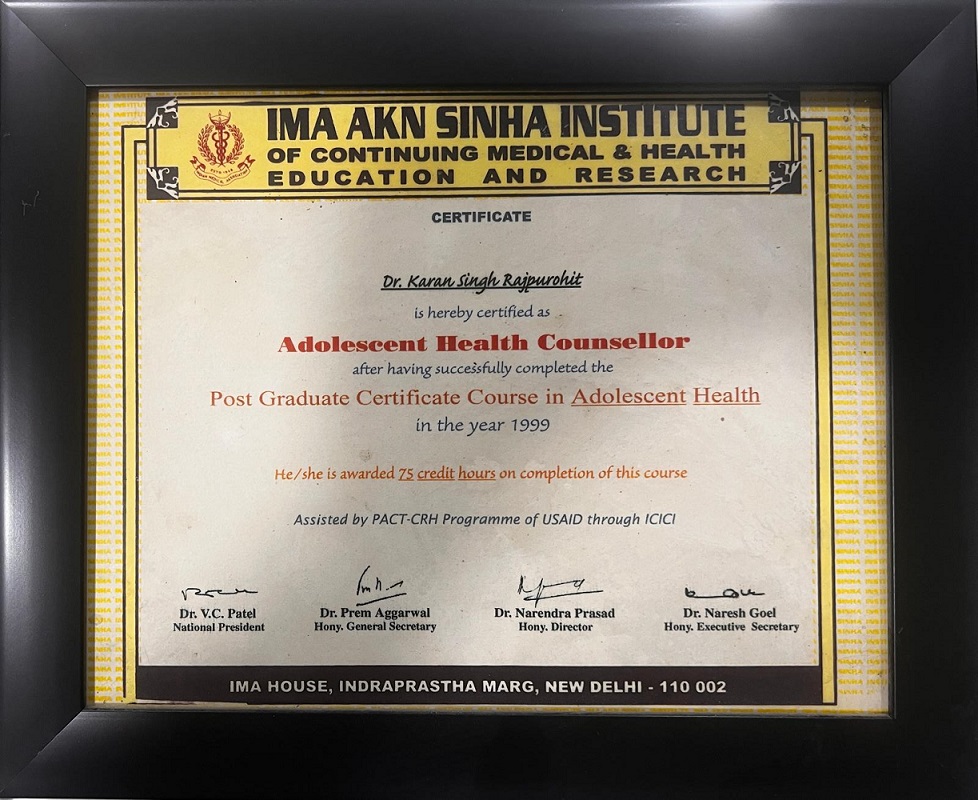 IMA AKN SINHA INSTITUTE
OF CONTINUING MEDICAL & HEALTH
EDUCATION AND RESEARCH
CERTIFICATE
Dr. Karan Singh Rajpurohit
is hereby certified as
Adolescent Health Counsellor
after having successfully completed the
Post Graduate Certificate Course in Adolescent Health
in the year 1999
He/she is awarded 75 credit hours on completion of this course
Assisted by PACT-CRH Programme of USAID through ICICI
Dr. V.C. Patel
National President
Dr. Prem Aggarwal
Hony. General Secretary
Dr. Narendra Prasad
Hony. Director
Dr. Naresh Goel
Hony. Executive Secretary
IMA HOUSE, INDRAPRASTHA MARG, NEW DELHI - 110 002